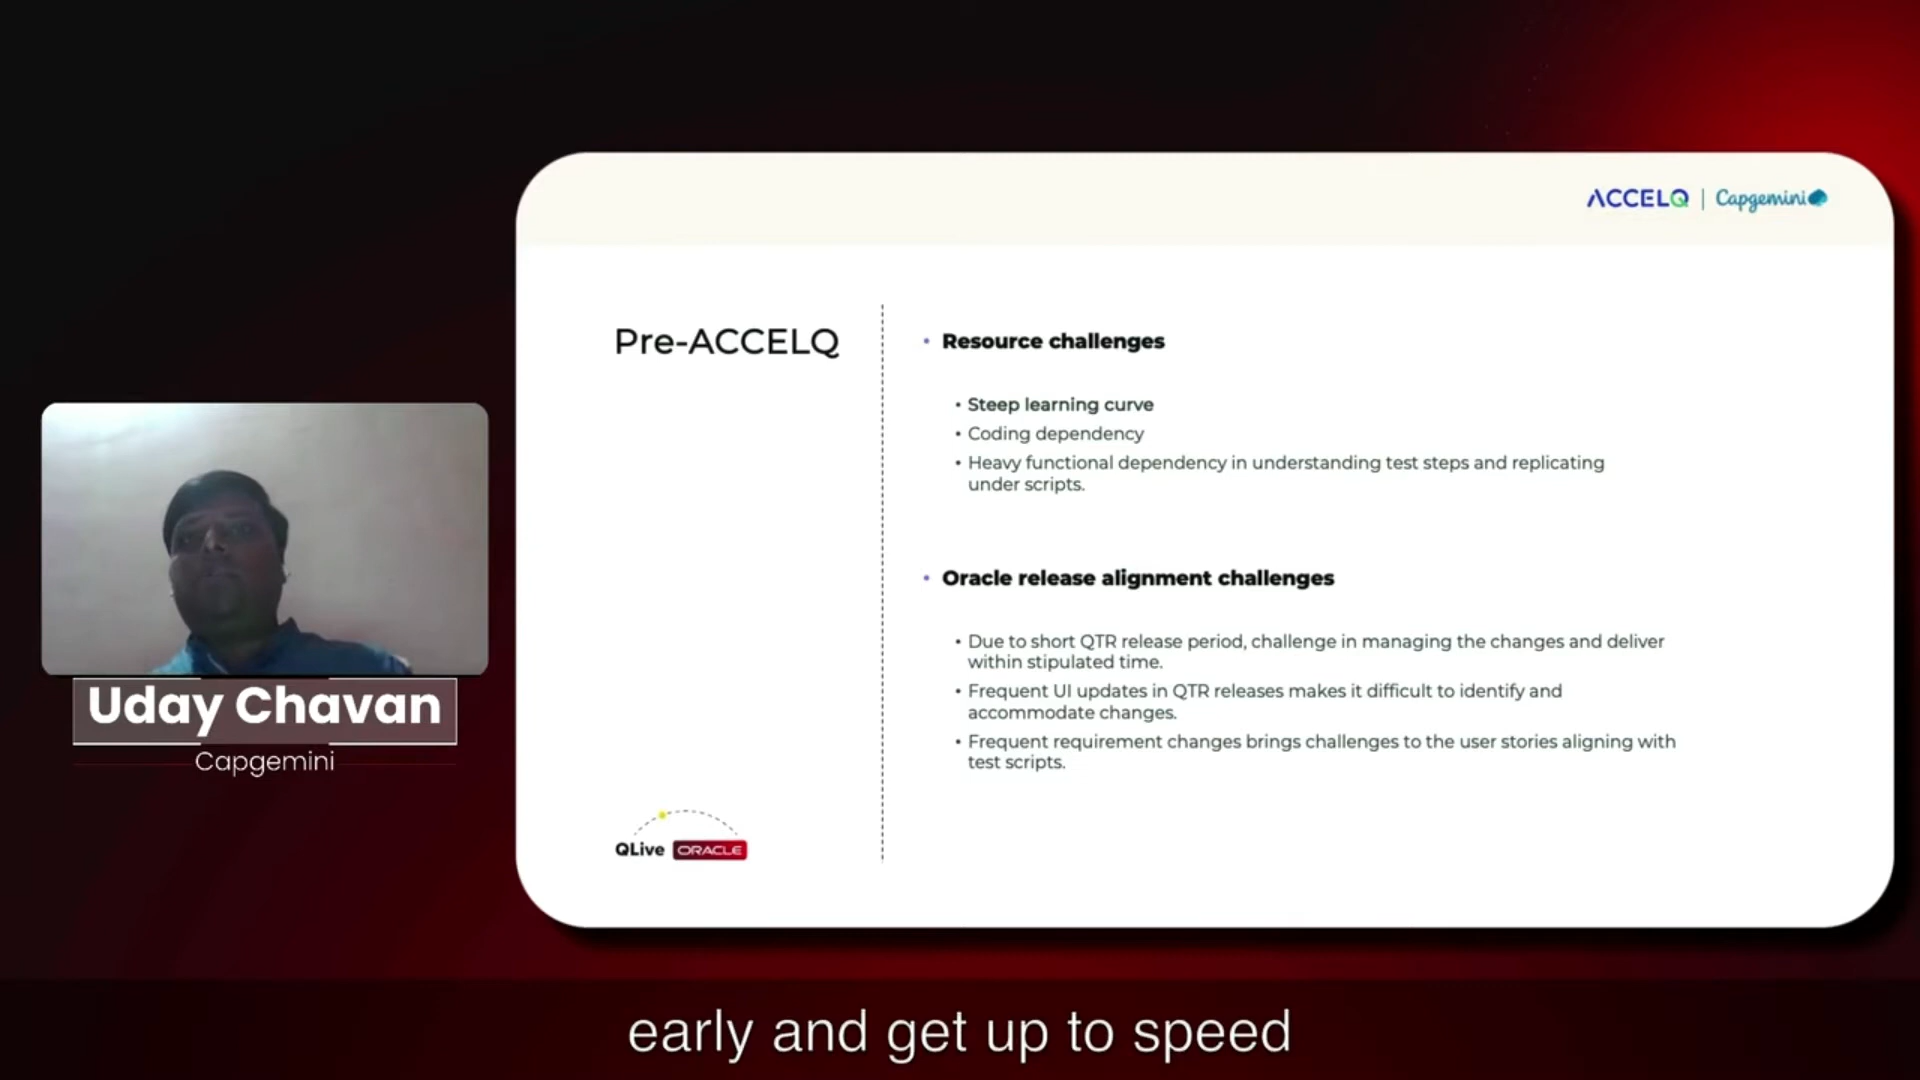 ACCELQ | Capgemini
Pre-ACCELQ
• Resource challenges
• Steep learning curve
• Coding dependency
• Heavy functional dependency in understanding test steps and replicating
under scripts.
• Oracle release alignment challenges
• Due to short QTR release period, challenge in managing the changes and deliver
within stipulated time.
• Frequent UI updates in QTR releases makes it difficult to identify and
accommodate changes.
• Frequent requirement changes brings challenges to the user stories aligning with
test scripts.
QLive ORACLE
Uday Chavan
Capgemini
early and get up to speed